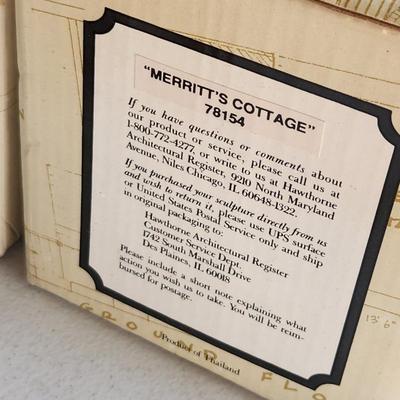 "MERRITT'S COTTAGE"
78154
If you have questions or comments about
our product or service, please call us at
1-800-772-4277, or write to us at Hawthorne
Architectural Register, 9210 North Maryland
Avenue, Niles Chicago, IL 60648-1322.
If you purchased your sculpture directly from us
and wish to return it, please use UPS surface
or United States Postal Service only and ship
in original packaging to:
Hawthorne Architectural Register
Customer Service Dept.
1742 South Marshall Drive
Des Plaines, IL 60018
Please include a short note explaining what
action you wish us to take. You will be reim-
bursed for postage.
13'6"
GROUND FLO
Product of Thailand